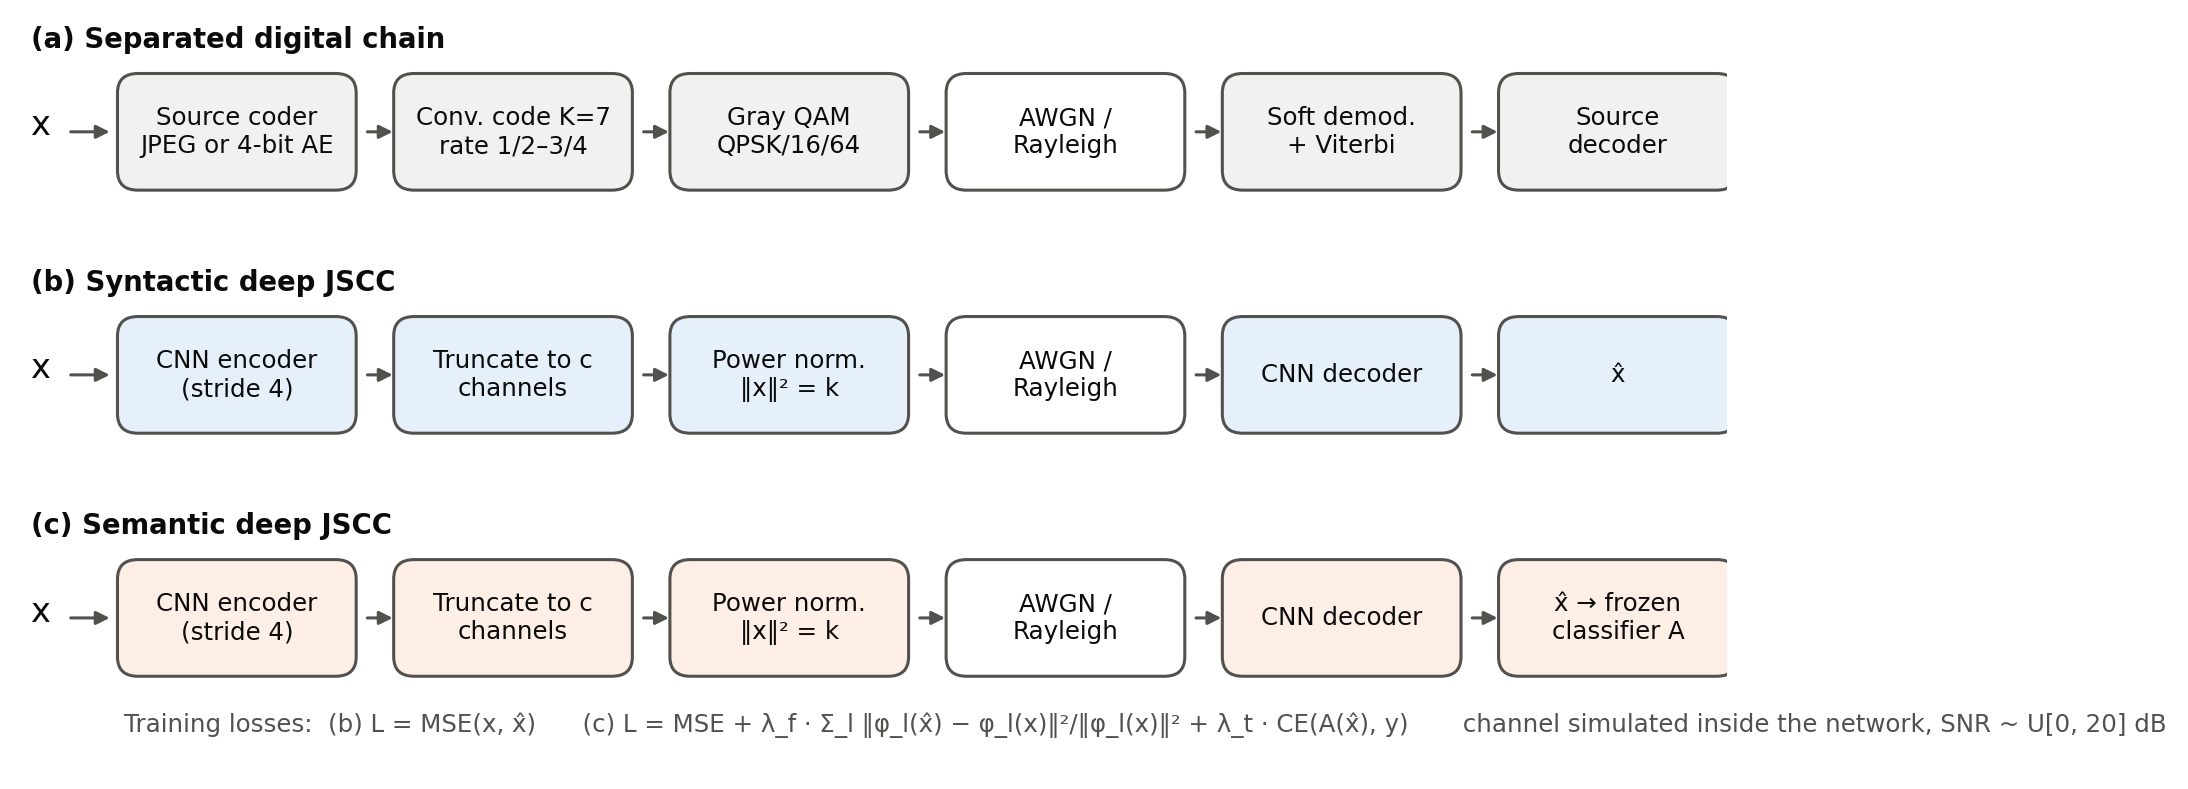 (a) Separated digital chain
x
Source coder
JPEG or 4-bit AE
Conv. code K=7
rate 1/2–3/4
Gray QAM
QPSK/16/64
AWGN /
Rayleigh
Soft demod.
+ Viterbi
Source
decoder
(b) Syntactic deep JSCC
x
CNN encoder
(stride 4)
Truncate to c
channels
Power norm.
‖x‖² = k
AWGN /
Rayleigh
CNN decoder
x̂
(c) Semantic deep JSCC
x
CNN encoder
(stride 4)
Truncate to c
channels
Power norm.
‖x‖² = k
AWGN /
Rayleigh
CNN decoder
x̂ → frozen
classifier A
Training losses:  (b) L = MSE(x, x̂)      (c) L = MSE + λ_f · Σ_l ‖φ_l(x̂) − φ_l(x)‖²/‖φ_l(x)‖² + λ_t · CE(A(x̂), y)       channel simulated inside the network, SNR ~ U[0, 20] dB